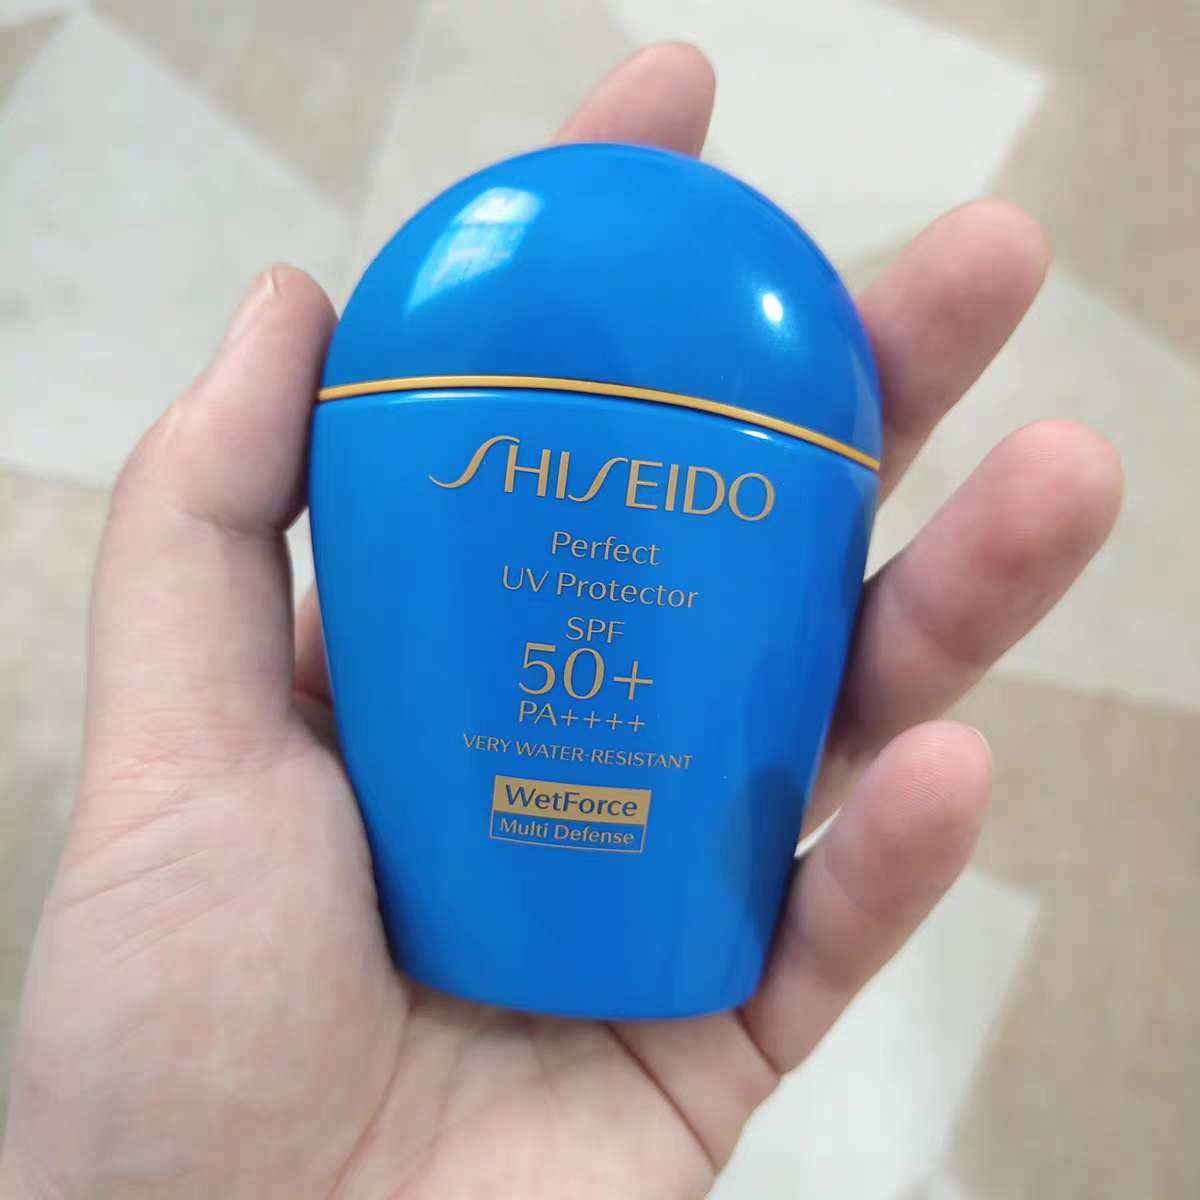 SHISEIDO
Perfect
UV Protector
SPF
50+
PA++++
VERY WATER-RESISTANT
WetForce
Multi Defense